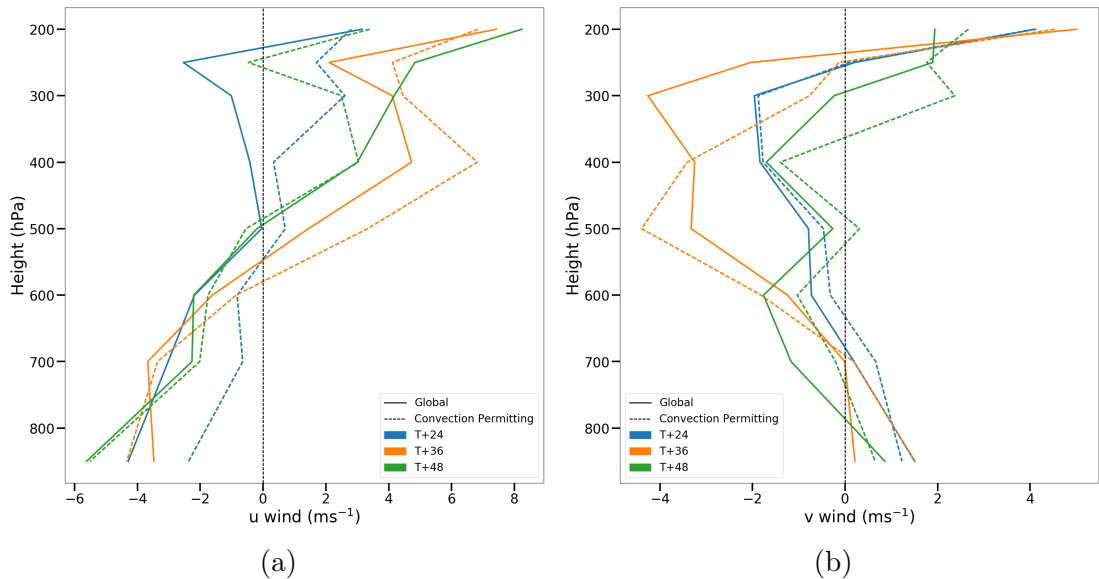 200
300
400
500
600
700
800
Height (hPa)
−6 −4 −2 0 2 4 6 8
u wind (ms⁻¹)
Global
Convection Permitting
T+24
T+36
T+48
(a)
200
300
400
500
600
700
800
Height (hPa)
−4 −2 0 2 4
v wind (ms⁻¹)
Global
Convection Permitting
T+24
T+36
T+48
(b)